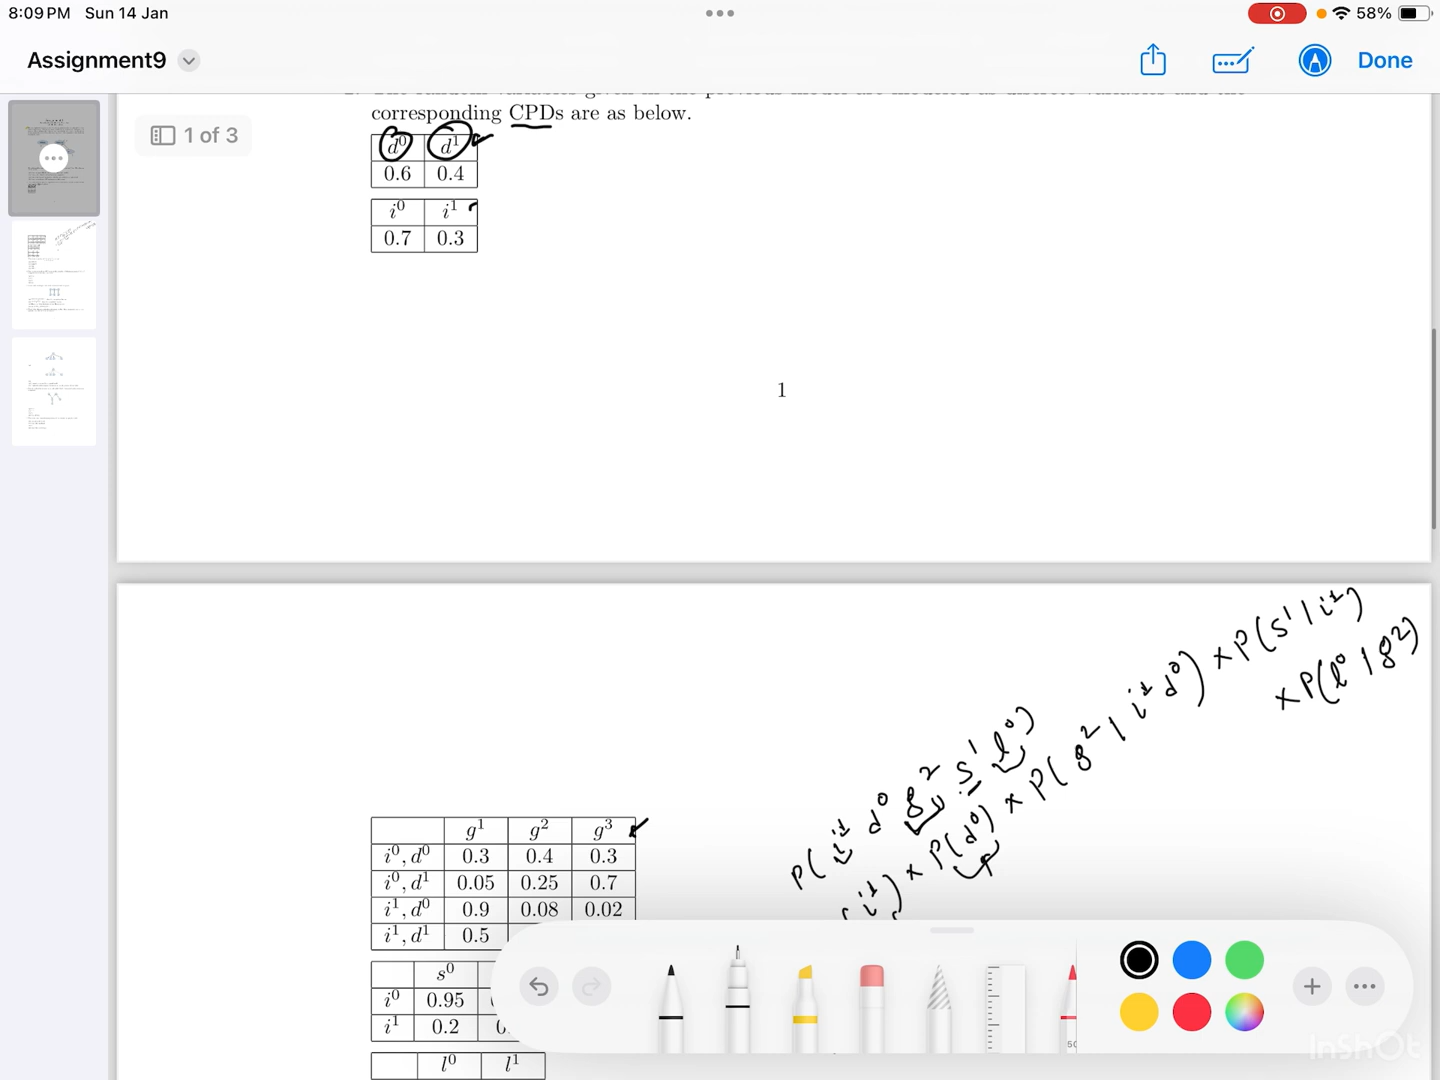 8:09 PM Sun 14 Jan
58%
Assignment9
Done
1 of 3
corresponding CPDs are as below.
d⁰ d¹
0.6 0.4
i⁰ i¹
0.7 0.3
1
P(i¹ d⁰ g² s¹ l⁰)
(i¹) × P(d⁰) × P(g² | i¹ d⁰) × P(s¹ | i¹)
× P(l⁰ | g²)
g¹ g² g³
i⁰, d⁰ 0.3 0.4 0.3
i⁰, d¹ 0.05 0.25 0.7
i¹, d⁰ 0.9 0.08 0.02
i¹, d¹ 0.5
s⁰
i⁰ 0.95
i¹ 0.2
l⁰ l¹
InShOt